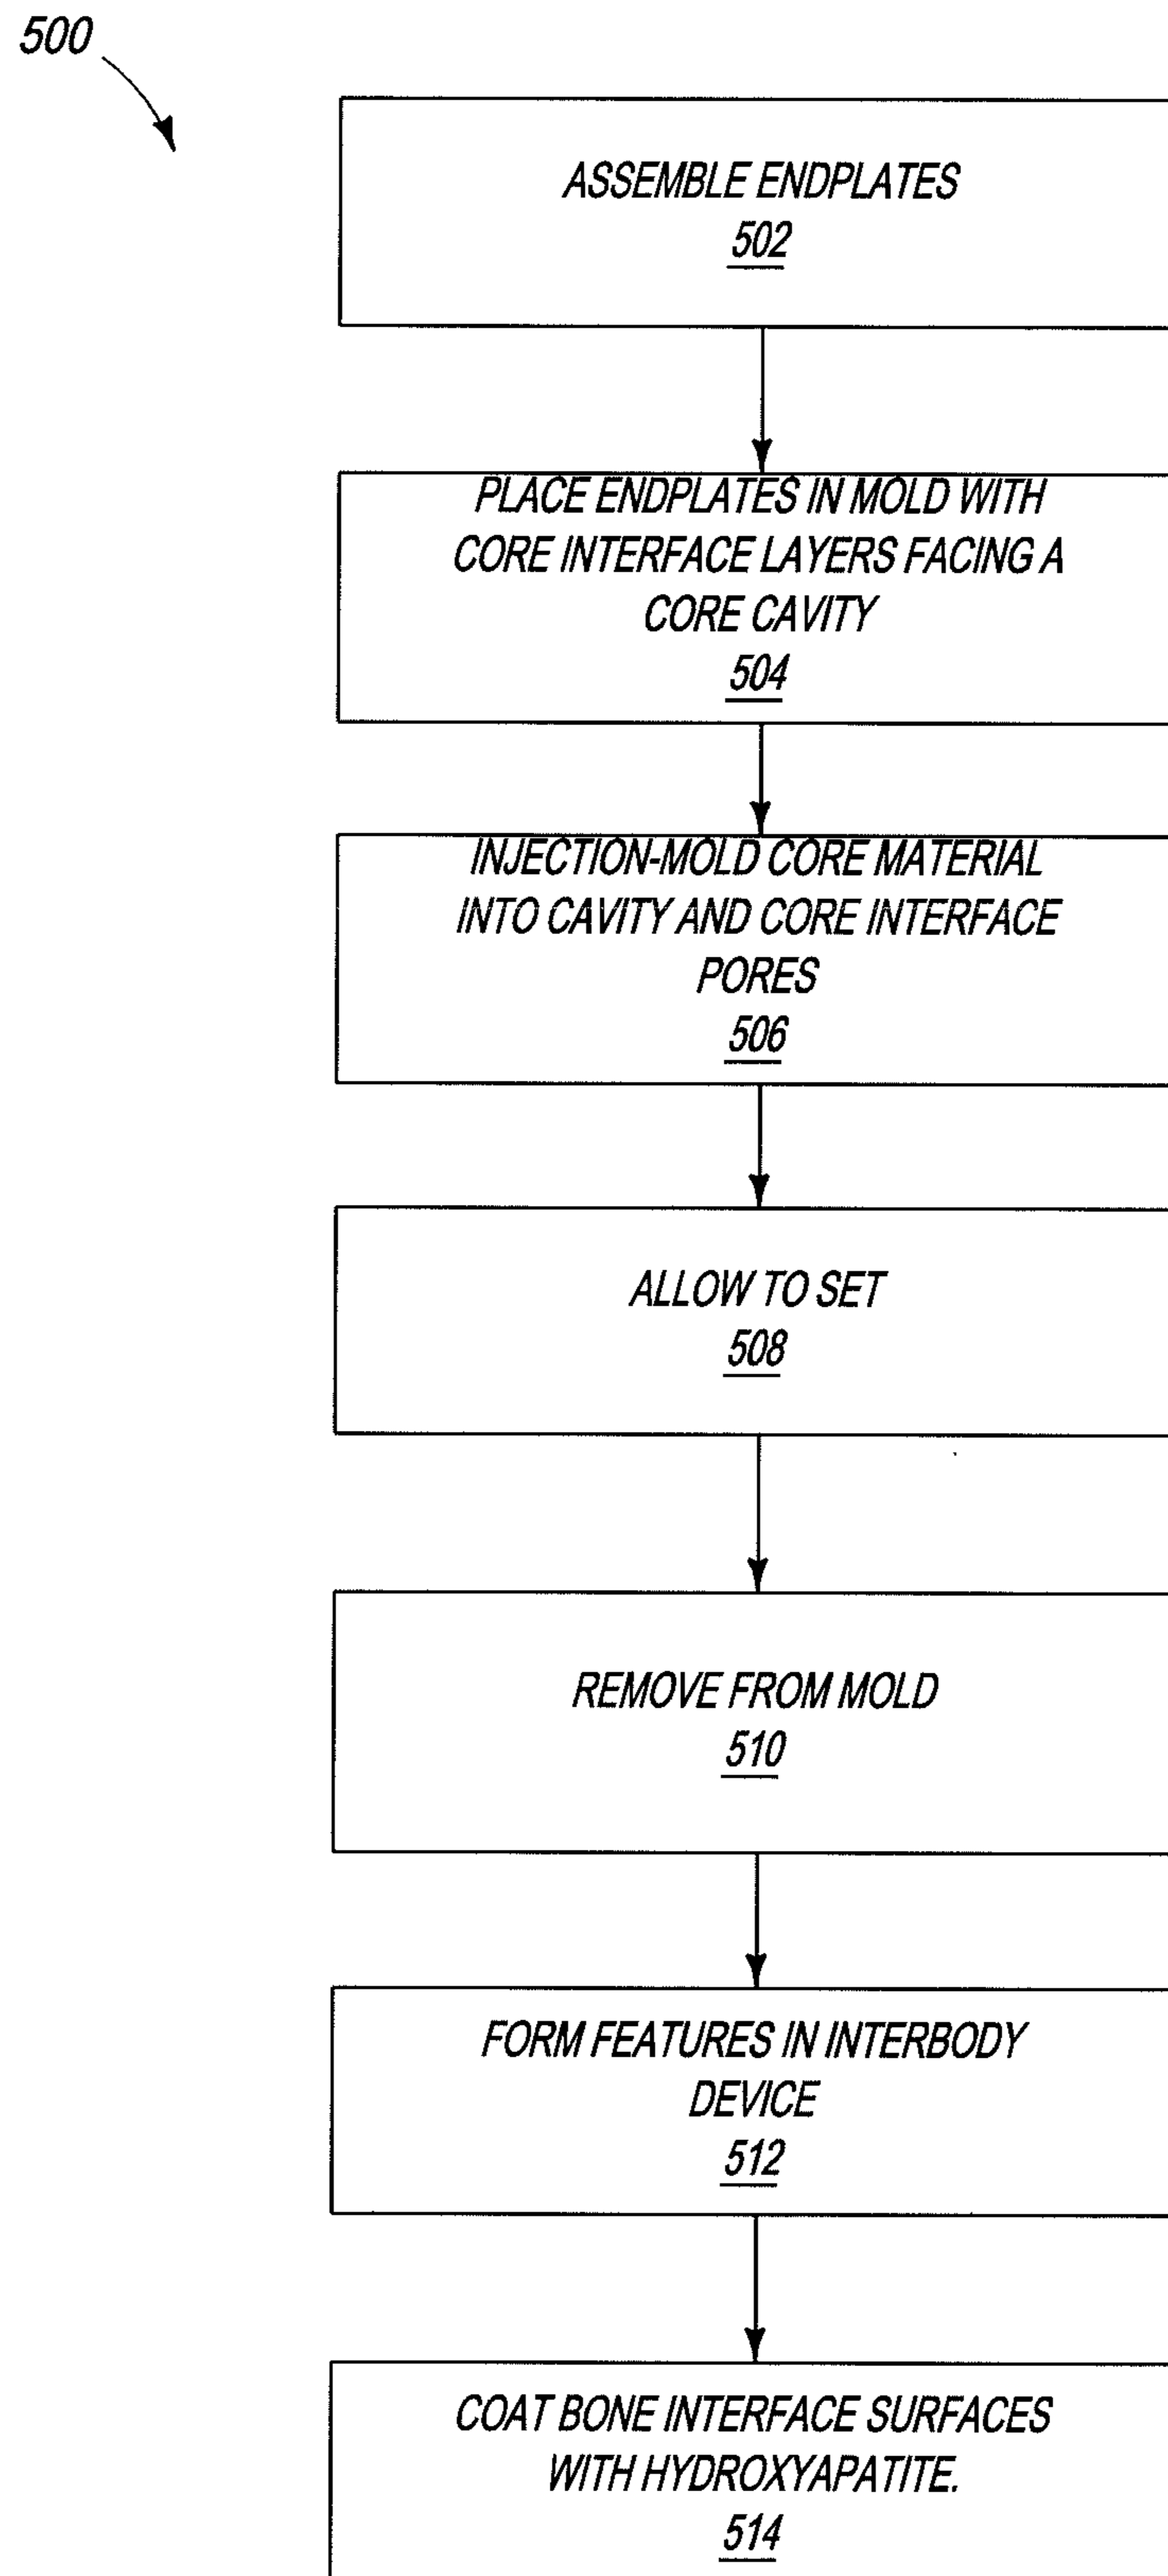 500
ASSEMBLE ENDPLATES
502
PLACE ENDPLATES IN MOLD WITH
CORE INTERFACE LAYERS FACING A
CORE CAVITY
504
INJECTION-MOLD CORE MATERIAL
INTO CAVITY AND CORE INTERFACE
PORES
506
ALLOW TO SET
508
REMOVE FROM MOLD
510
FORM FEATURES IN INTERBODY
DEVICE
512
COAT BONE INTERFACE SURFACES
WITH HYDROXYAPATITE.
514